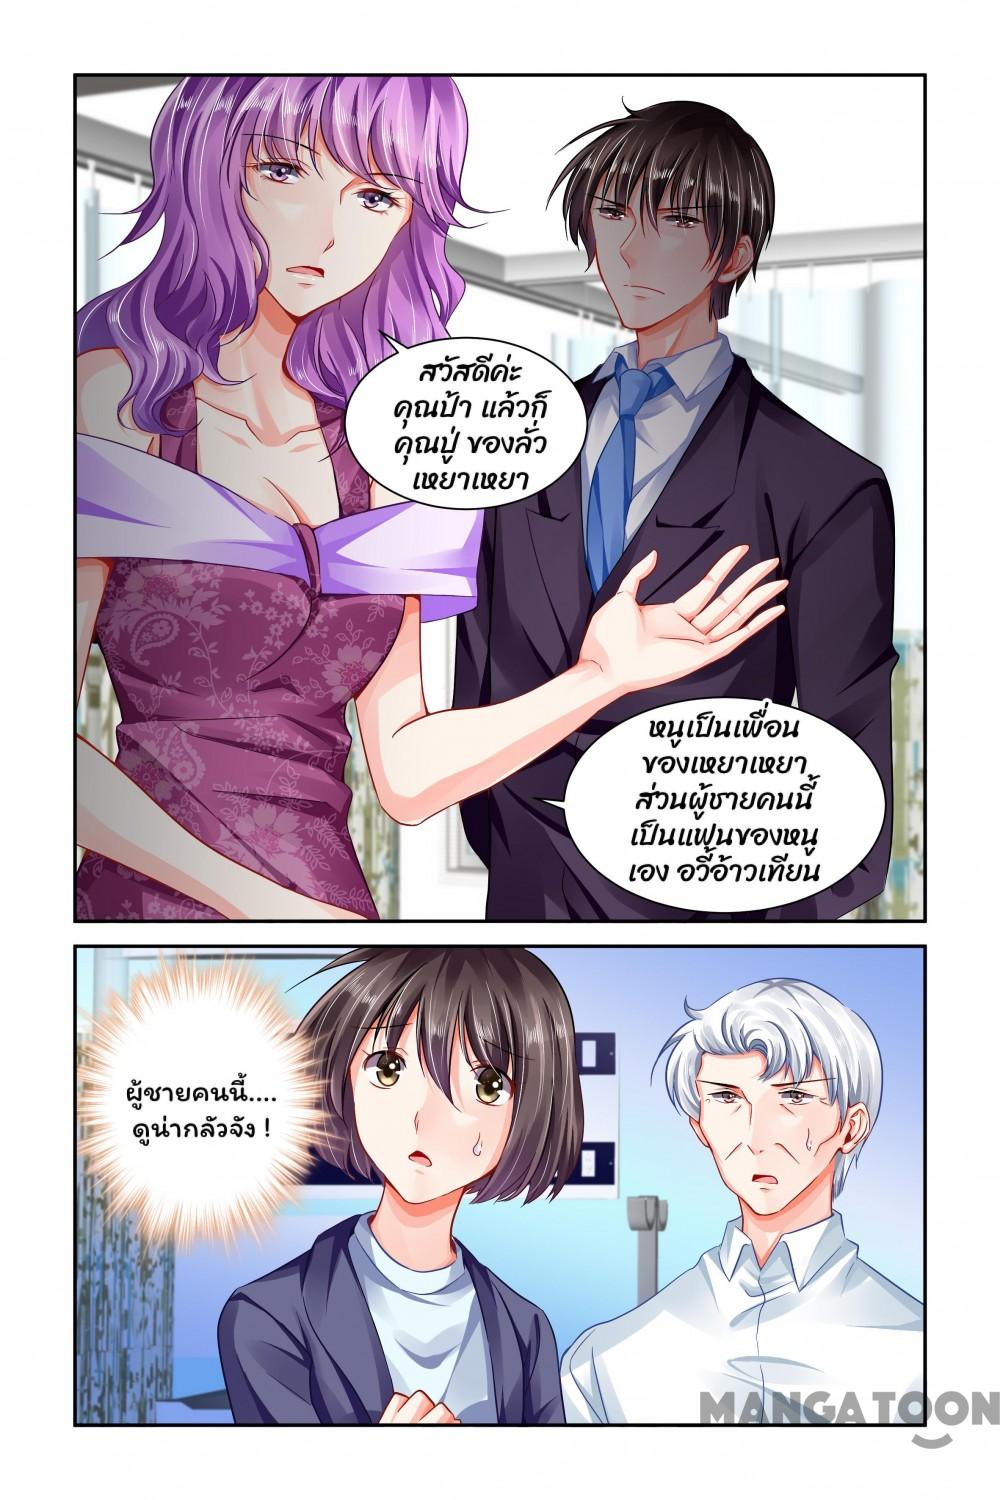 สวัสดีค่ะ
คุณป้า แล้วก็
คุณปู่ ของลั่ว
เหยาเหยา
หนูเป็นเพื่อน
ของเหยาเหยา
ส่วนผู้ชายคนนี้
เป็นแฟนของหนู
เอง อวี้อ้าวเทียน
ผู้ชายคนนี้....
ดูน่ากลัวจัง !
MANGATOON